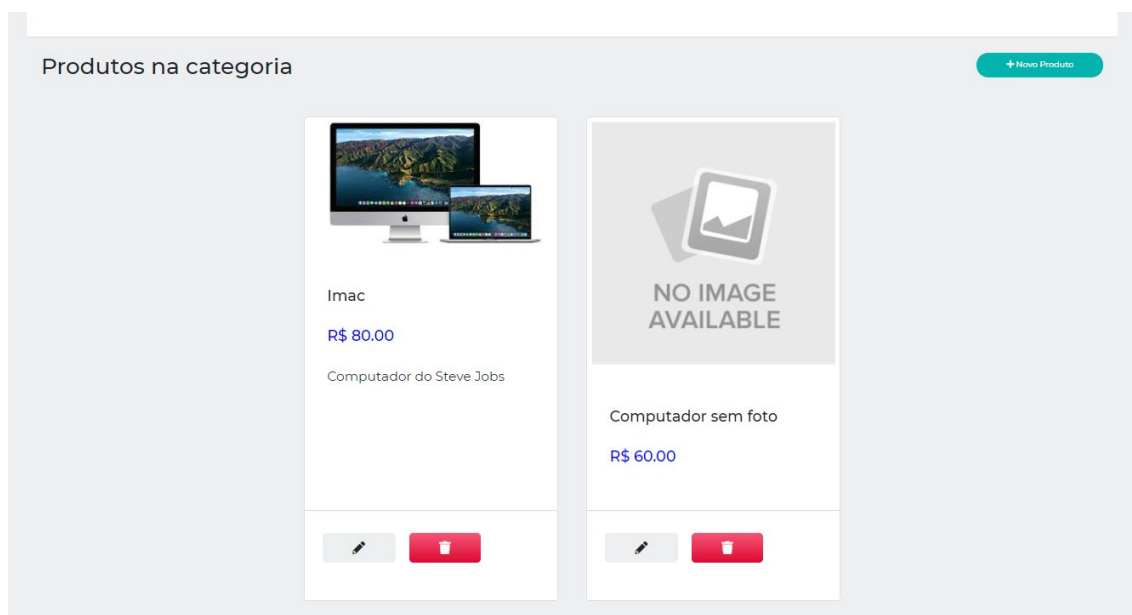 Produtos na categoria
+ Novo Produto
Imac
R$ 80.00
Computador do Steve Jobs
NO IMAGE
AVAILABLE
Computador sem foto
R$ 60.00